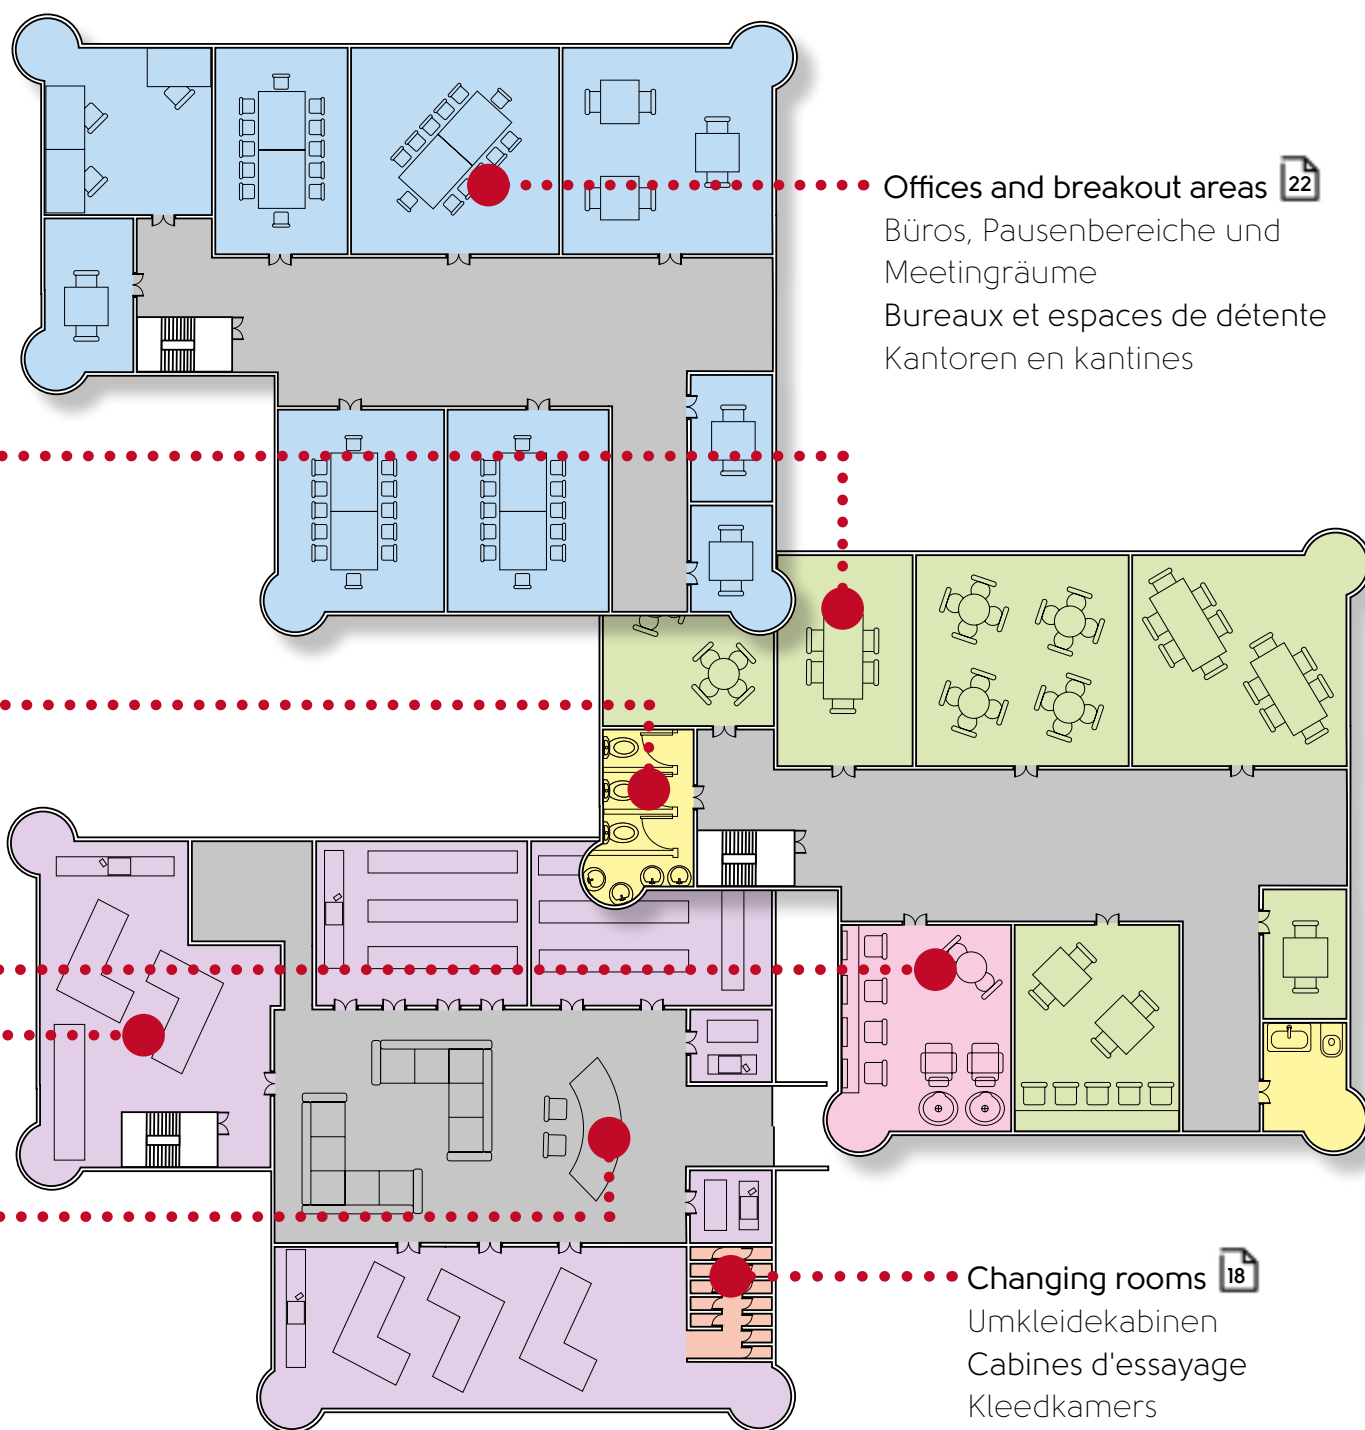 Offices and breakout areas 22
Büros, Pausenbereiche und
Meetingräume
Bureaux et espaces de détente
Kantoren en kantines
Changing rooms 18
Umkleidekabinen
Cabines d'essayage
Kleedkamers